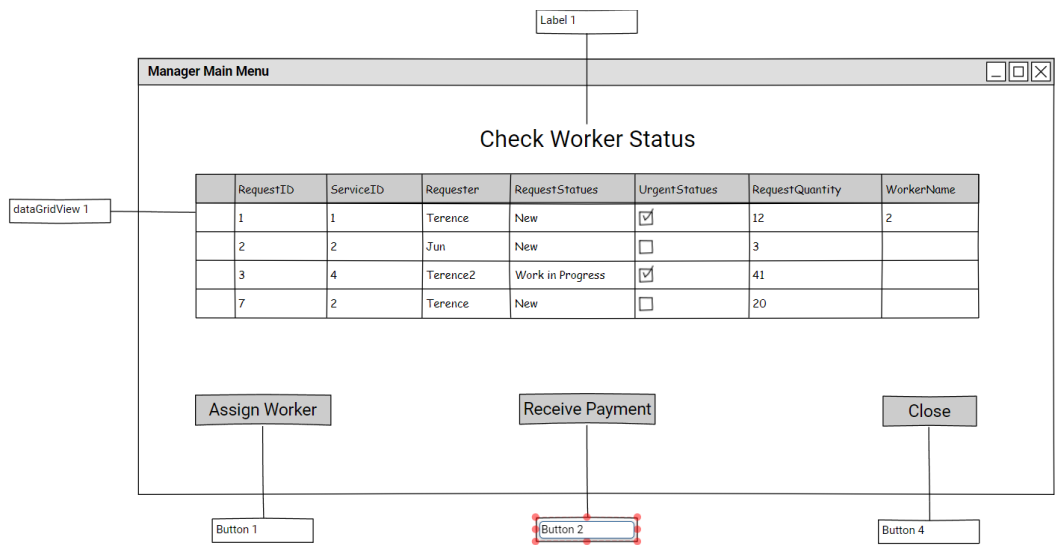 Label 1
Manager Main Menu
Check Worker Status
RequestID ServiceID Requester RequestStatues UrgentStatues RequestQuantity WorkerName
dataGridView 1
1 1 Terence New 12 2
2 2 Jun New 3
3 4 Terence2 Work in Progress 41
7 2 Terence New 20
Assign Worker Receive Payment Close
Button 1 Button 2 Button 4